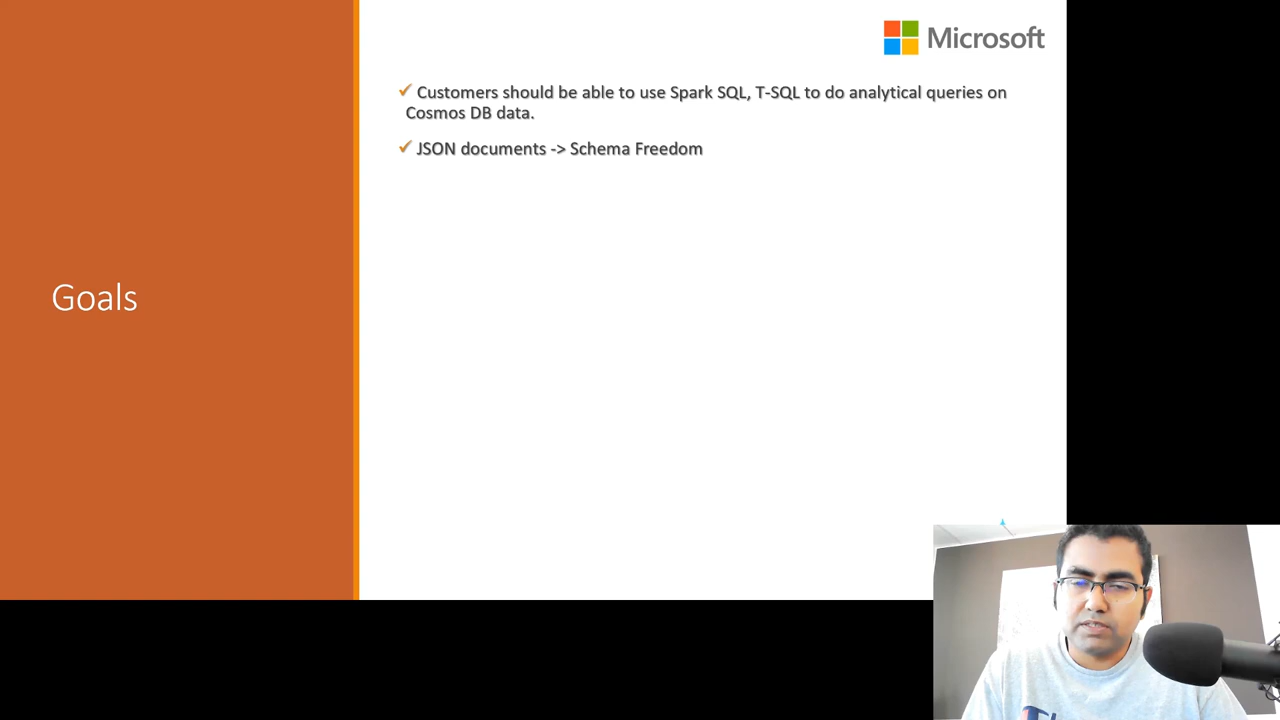 Microsoft
✓ Customers should be able to use Spark SQL, T-SQL to do analytical queries on
Cosmos DB data.
✓ JSON documents -> Schema Freedom
Goals